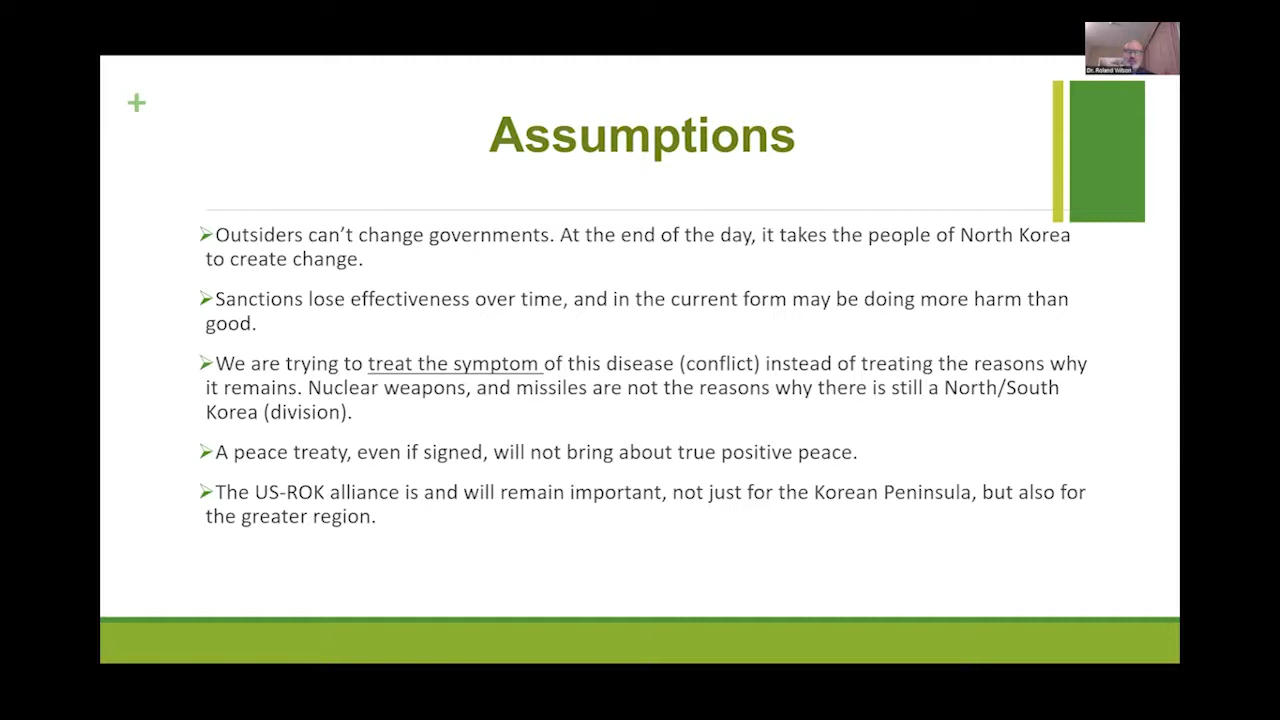 Dr. Roland Wilson
+
Assumptions
➢Outsiders can’t change governments. At the end of the day, it takes the people of North Korea
to create change.
➢Sanctions lose effectiveness over time, and in the current form may be doing more harm than
good.
➢We are trying to treat the symptom of this disease (conflict) instead of treating the reasons why
it remains. Nuclear weapons, and missiles are not the reasons why there is still a North/South
Korea (division).
➢A peace treaty, even if signed, will not bring about true positive peace.
➢The US-ROK alliance is and will remain important, not just for the Korean Peninsula, but also for
the greater region.